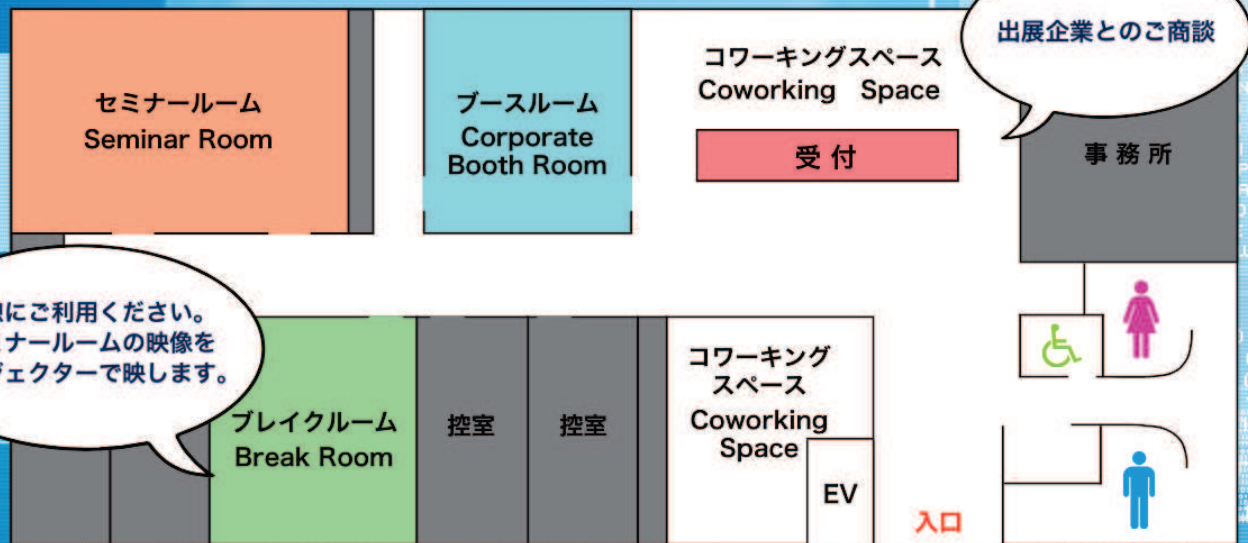 出展企業とのご商談
コワーキングスペース
Coworking Space
セミナールーム
Seminar Room
ブースルーム
Corporate
Booth Room
受付
事務所
にご利用ください。
ナールームの映像を
ジェクターで映します。
ブレイクルーム
Break Room
控室
控室
コワーキング
スペース
Coworking
Space
EV
入口